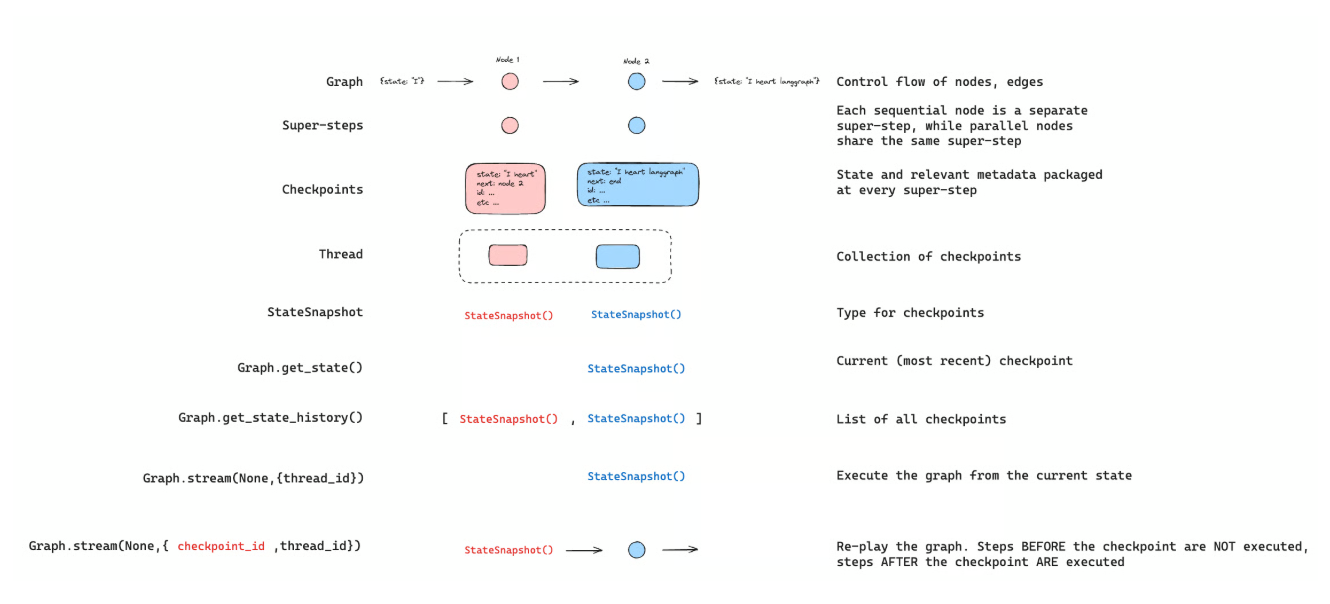 Node 1
Node 2
Graph
{state: "I"}
{state: "I heart langgraph"}
Control flow of nodes, edges
Super-steps
Each sequential node is a separate
super-step, while parallel nodes
share the same super-step
Checkpoints
state: "I heart"
next: node 2
id: ...
etc ...
state: "I heart langgraph"
next: end
id: ...
etc ...
State and relevant metadata packaged
at every super-step
Thread
Collection of checkpoints
StateSnapshot
StateSnapshot()
StateSnapshot()
Type for checkpoints
Graph.get_state()
StateSnapshot()
Current (most recent) checkpoint
Graph.get_state_history()
[ StateSnapshot() , StateSnapshot() ]
List of all checkpoints
Graph.stream(None,{thread_id})
StateSnapshot()
Execute the graph from the current state
Graph.stream(None,{ checkpoint_id ,thread_id})
StateSnapshot()
Re-play the graph. Steps BEFORE the checkpoint are NOT executed,
steps AFTER the checkpoint ARE executed